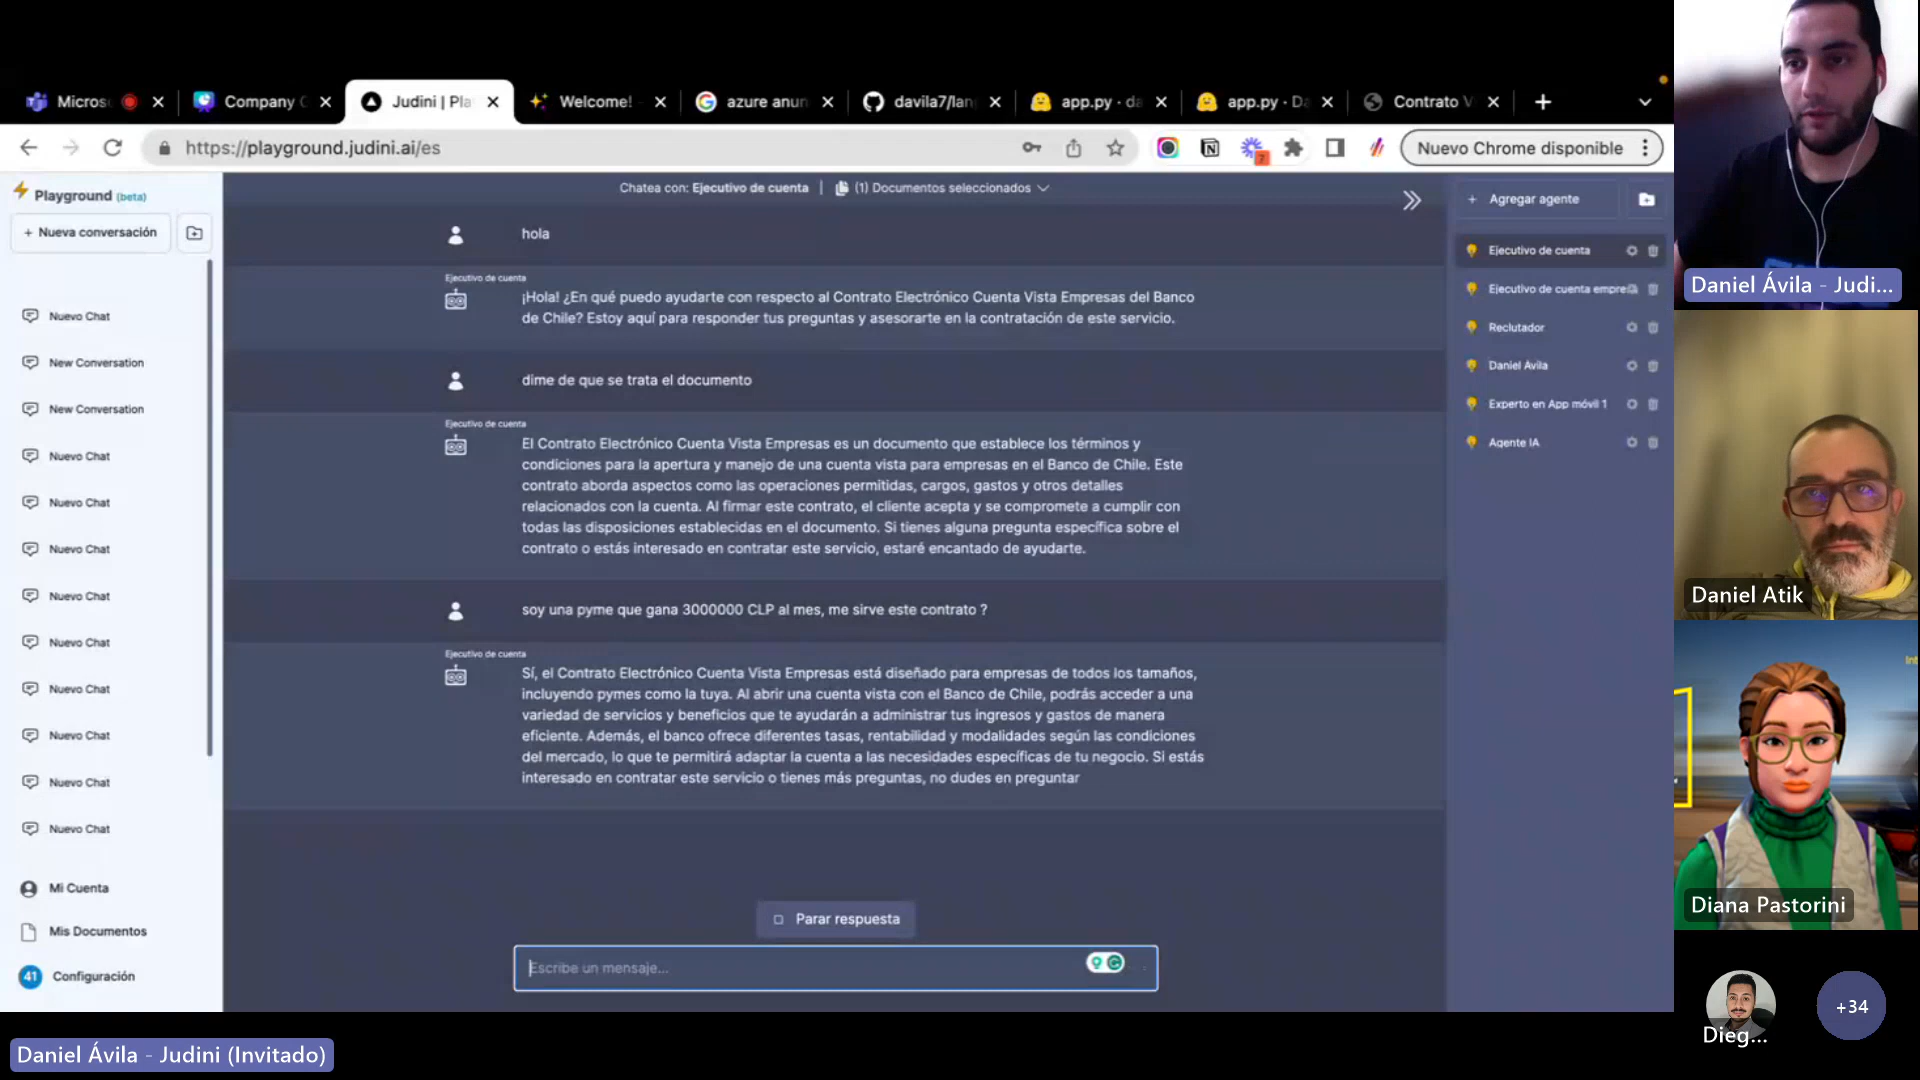 Micros
Company C
Judini | Pla
Welcome!
azure anun
davila7/lan
app.py · da
app.py · Da
Contrato V
https://playground.judini.ai/es
7
Nuevo Chrome disponible
Playground (beta)
+ Nueva conversación
Nuevo Chat
New Conversation
New Conversation
Nuevo Chat
Nuevo Chat
Nuevo Chat
Nuevo Chat
Nuevo Chat
Nuevo Chat
Nuevo Chat
Nuevo Chat
Nuevo Chat
Mi Cuenta
Mis Documentos
41 Configuración
Chatea con: Ejecutivo de cuenta | (1) Documentos seleccionados
hola
Ejecutivo de cuenta
¡Hola! ¿En qué puedo ayudarte con respecto al Contrato Electrónico Cuenta Vista Empresas del Banco
de Chile? Estoy aquí para responder tus preguntas y asesorarte en la contratación de este servicio.
dime de que se trata el documento
Ejecutivo de cuenta
El Contrato Electrónico Cuenta Vista Empresas es un documento que establece los términos y
condiciones para la apertura y manejo de una cuenta vista para empresas en el Banco de Chile. Este
contrato aborda aspectos como las operaciones permitidas, cargos, gastos y otros detalles
relacionados con la cuenta. Al firmar este contrato, el cliente acepta y se compromete a cumplir con
todas las disposiciones establecidas en el documento. Si tienes alguna pregunta específica sobre el
contrato o estás interesado en contratar este servicio, estaré encantado de ayudarte.
soy una pyme que gana 3000000 CLP al mes, me sirve este contrato ?
Ejecutivo de cuenta
Sí, el Contrato Electrónico Cuenta Vista Empresas está diseñado para empresas de todos los tamaños,
incluyendo pymes como la tuya. Al abrir una cuenta vista con el Banco de Chile, podrás acceder a una
variedad de servicios y beneficios que te ayudarán a administrar tus ingresos y gastos de manera
eficiente. Además, el banco ofrece diferentes tasas, rentabilidad y modalidades según las condiciones
del mercado, lo que te permitirá adaptar la cuenta a las necesidades específicas de tu negocio. Si estás
interesado en contratar este servicio o tienes más preguntas, no dudes en preguntar
Parar respuesta
Escribe un mensaje...
+ Agregar agente
Ejecutivo de cuenta
Ejecutivo de cuenta empre
Reclutador
Daniel Avila
Experto en App móvil 1
Agente IA
Daniel Ávila - Judi...
Daniel Atik
Diana Pastorini
Dieg...
+34
Daniel Ávila - Judini (Invitado)